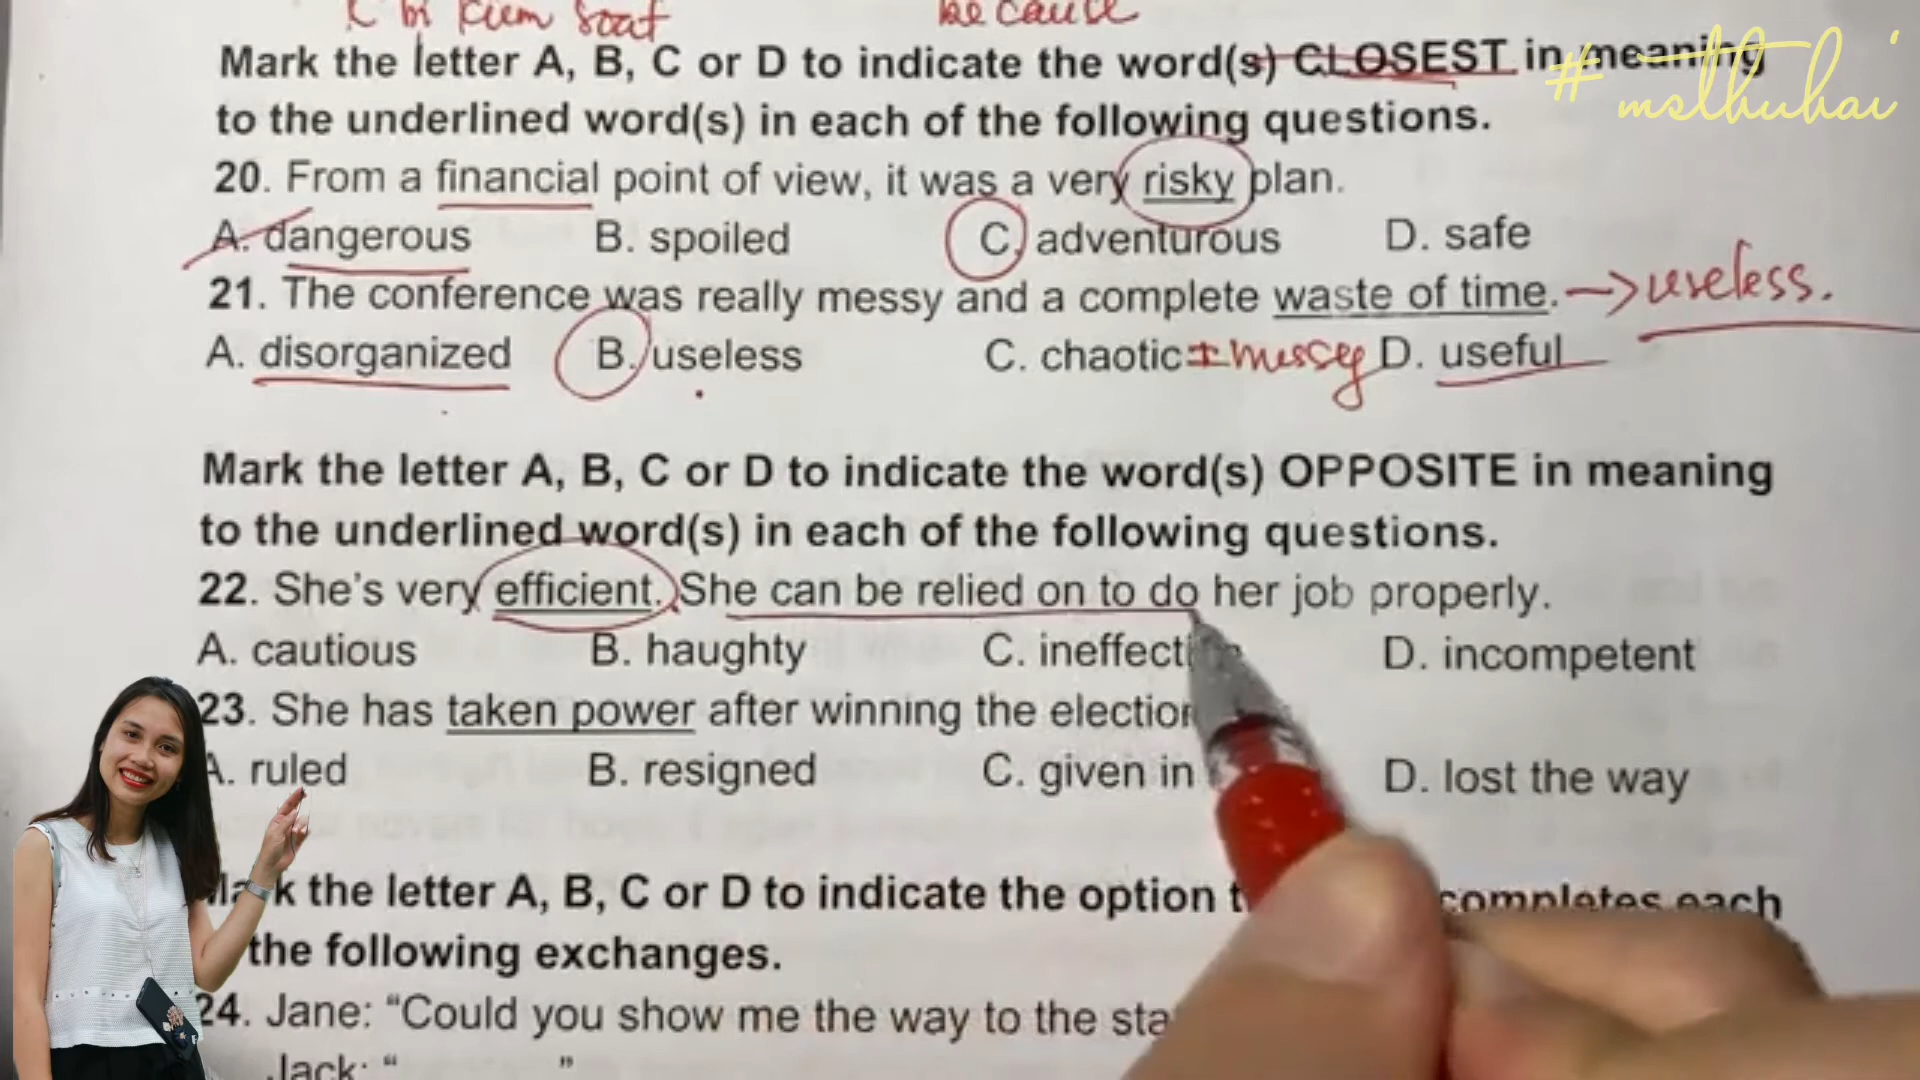 because
Mark the letter A, B, C or D to indicate the word(s) CLOSEST in meaning
# msthuhai
to the underlined word(s) in each of the following questions.
20. From a financial point of view, it was a very risky plan.
A. dangerous B. spoiled C. adventurous D. safe
21. The conference was really messy and a complete waste of time. → useless.
A. disorganized B. useless C. chaotic D. useful
Mark the letter A, B, C or D to indicate the word(s) OPPOSITE in meaning
to the underlined word(s) in each of the following questions.
22. She's very efficient. She can be relied on to do her job properly.
A. cautious B. haughty C. D. incompetent
23. She has taken power after winning the election
A. ruled B. resigned C. given in D. lost the way
Mark the letter A, B, C or D to indicate the option completes each
the following exchanges.
24. Jane: “Could you show me the way to the
Jack: “ ”